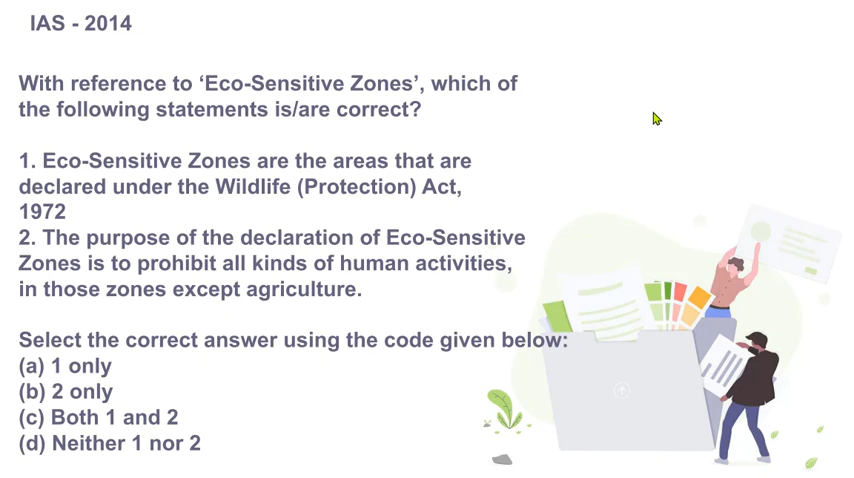 IAS - 2014
With reference to ‘Eco-Sensitive Zones’, which of
the following statements is/are correct?
1. Eco-Sensitive Zones are the areas that are
declared under the Wildlife (Protection) Act,
1972
2. The purpose of the declaration of Eco-Sensitive
Zones is to prohibit all kinds of human activities,
in those zones except agriculture.
Select the correct answer using the code given below:
(a) 1 only
(b) 2 only
(c) Both 1 and 2
(d) Neither 1 nor 2